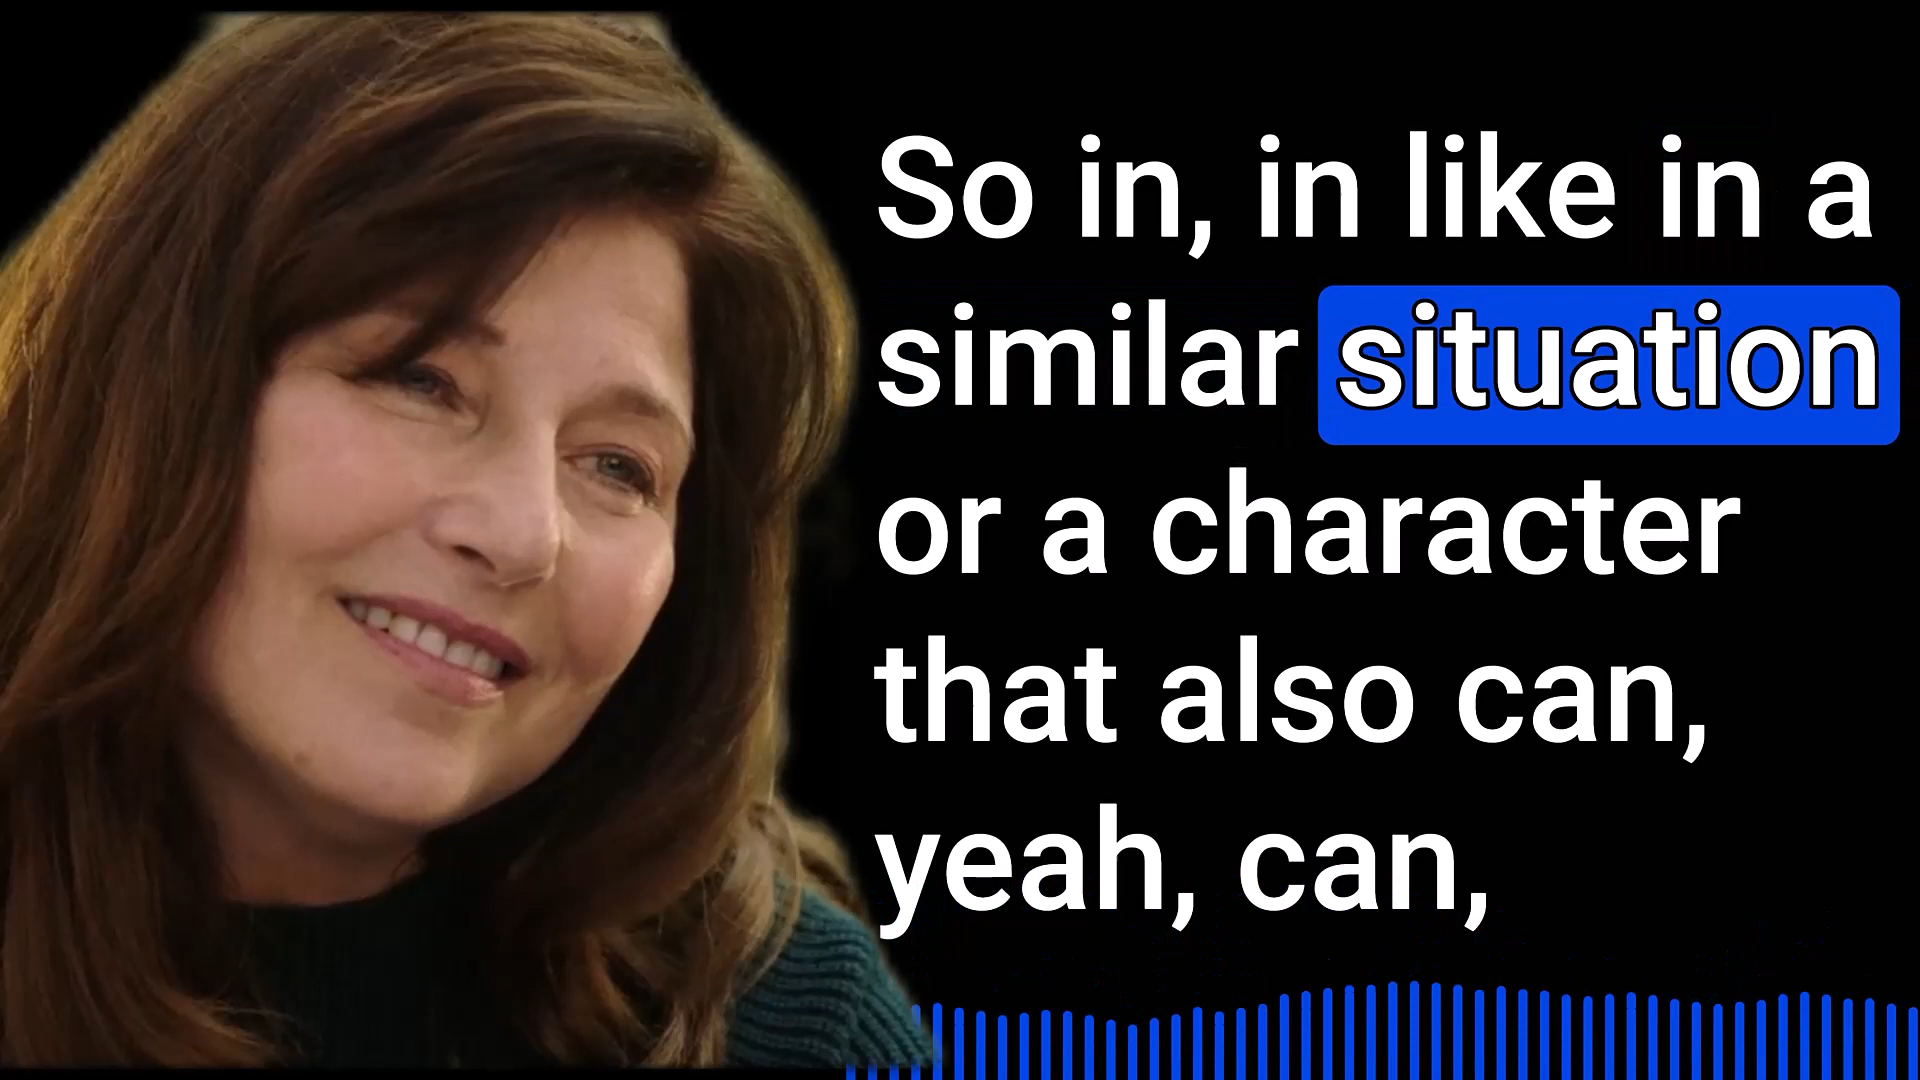 So in, in like in a
similar situation
or a character
that also can,
yeah, can,